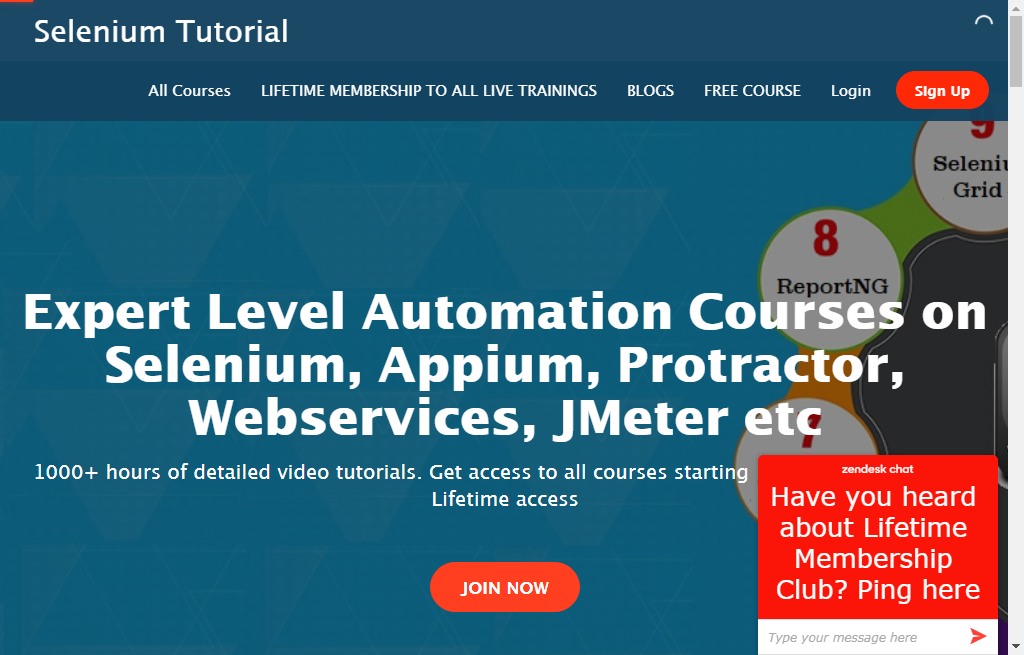 Selenium Tutorial
All Courses
LIFETIME MEMBERSHIP TO ALL LIVE TRAININGS
BLOGS
FREE COURSE
Login
Sign Up
9
Grid
8
ReportNG
Expert Level Automation Courses on
Selenium, Appium, Protractor,
Webservices, JMeter etc
7
1000+ hours of detailed video tutorials. Get access to all courses starting
Lifetime access
JOIN NOW
zendesk chat
Have you heard
about Lifetime
Membership
Club? Ping here
Type your message here